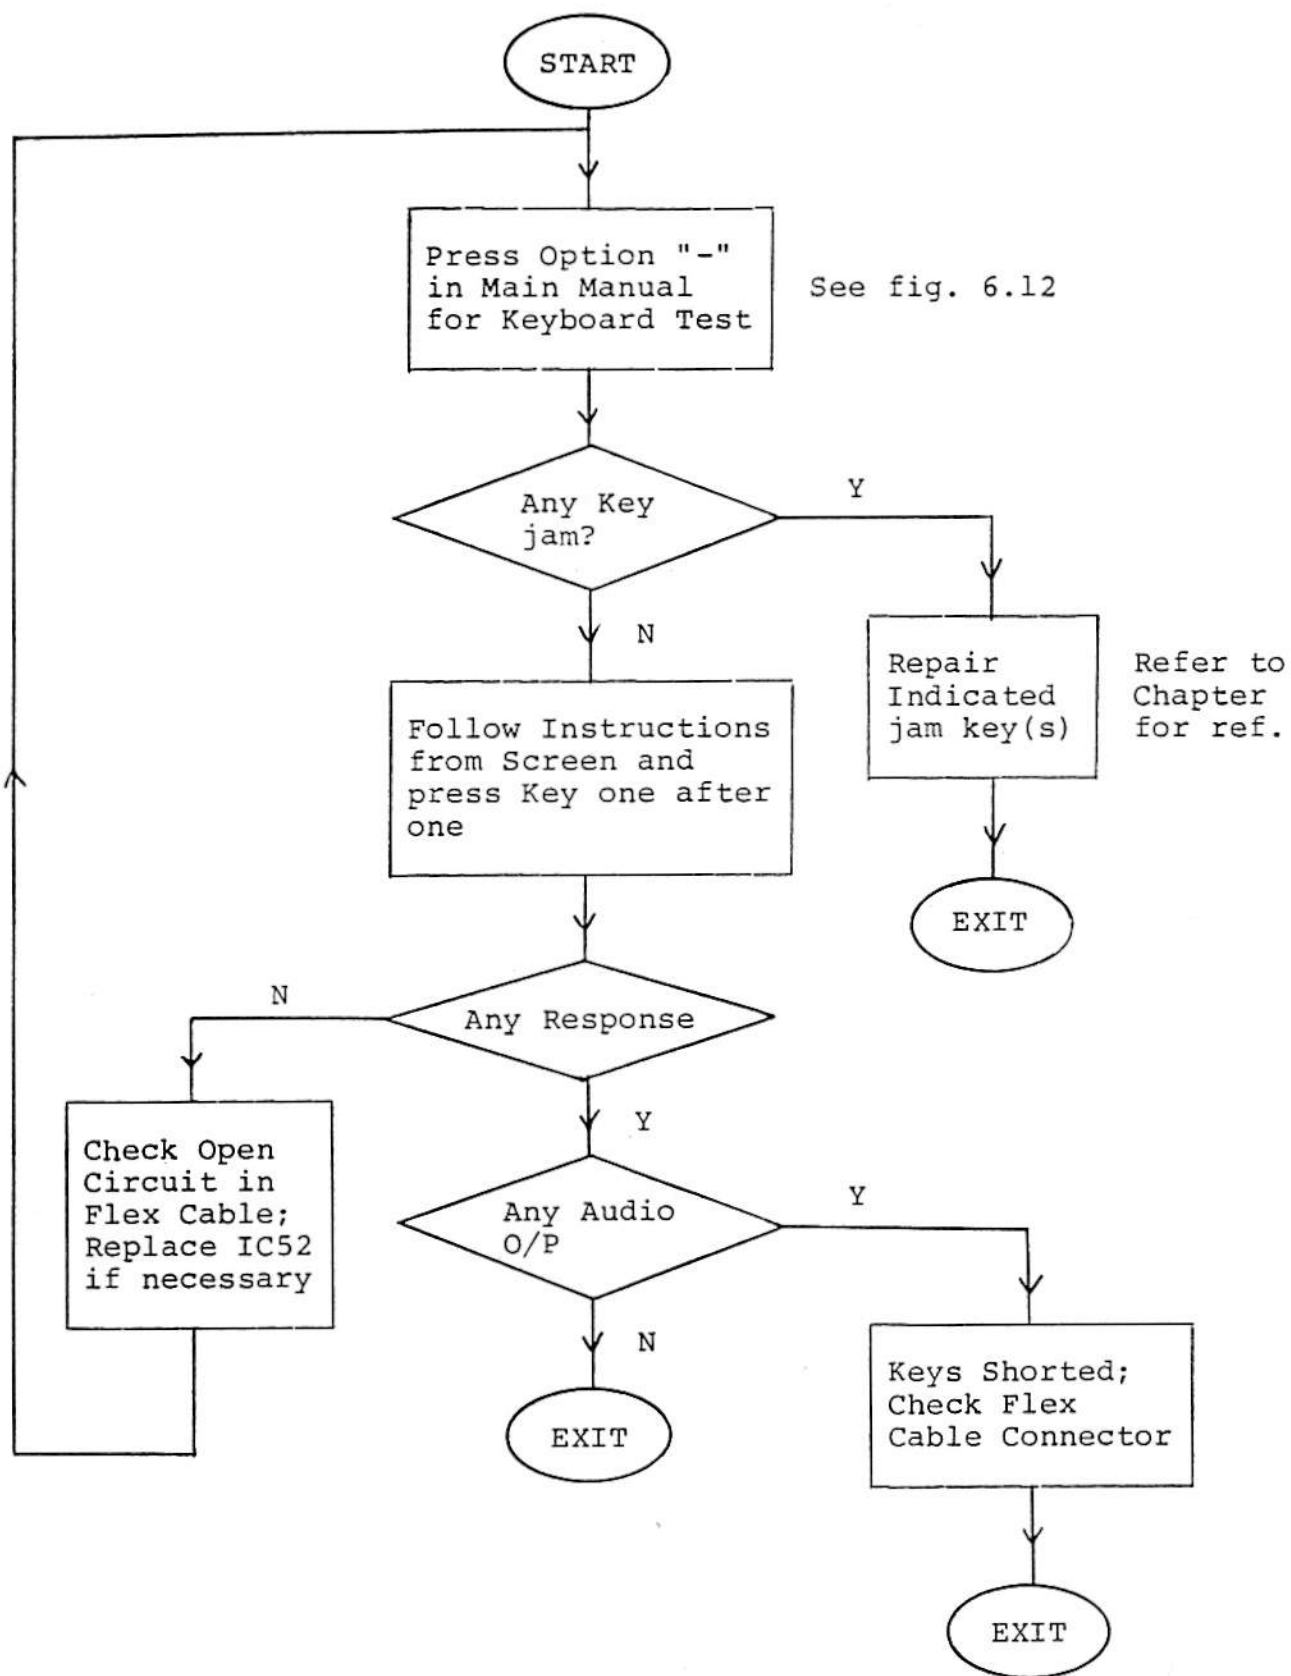 START
Press Option "-"
in Main Manual
for Keyboard Test
See fig. 6.12
Any Key
jam?
Y
N
Repair
Indicated
jam key(s)
Refer to
Chapter
for ref.
Follow Instructions
from Screen and
press Key one after
one
EXIT
Any Response
N
Y
Check Open
Circuit in
Flex Cable;
Replace IC52
if necessary
Any Audio
O/P
Y
N
Keys Shorted;
Check Flex
Cable Connector
EXIT
EXIT